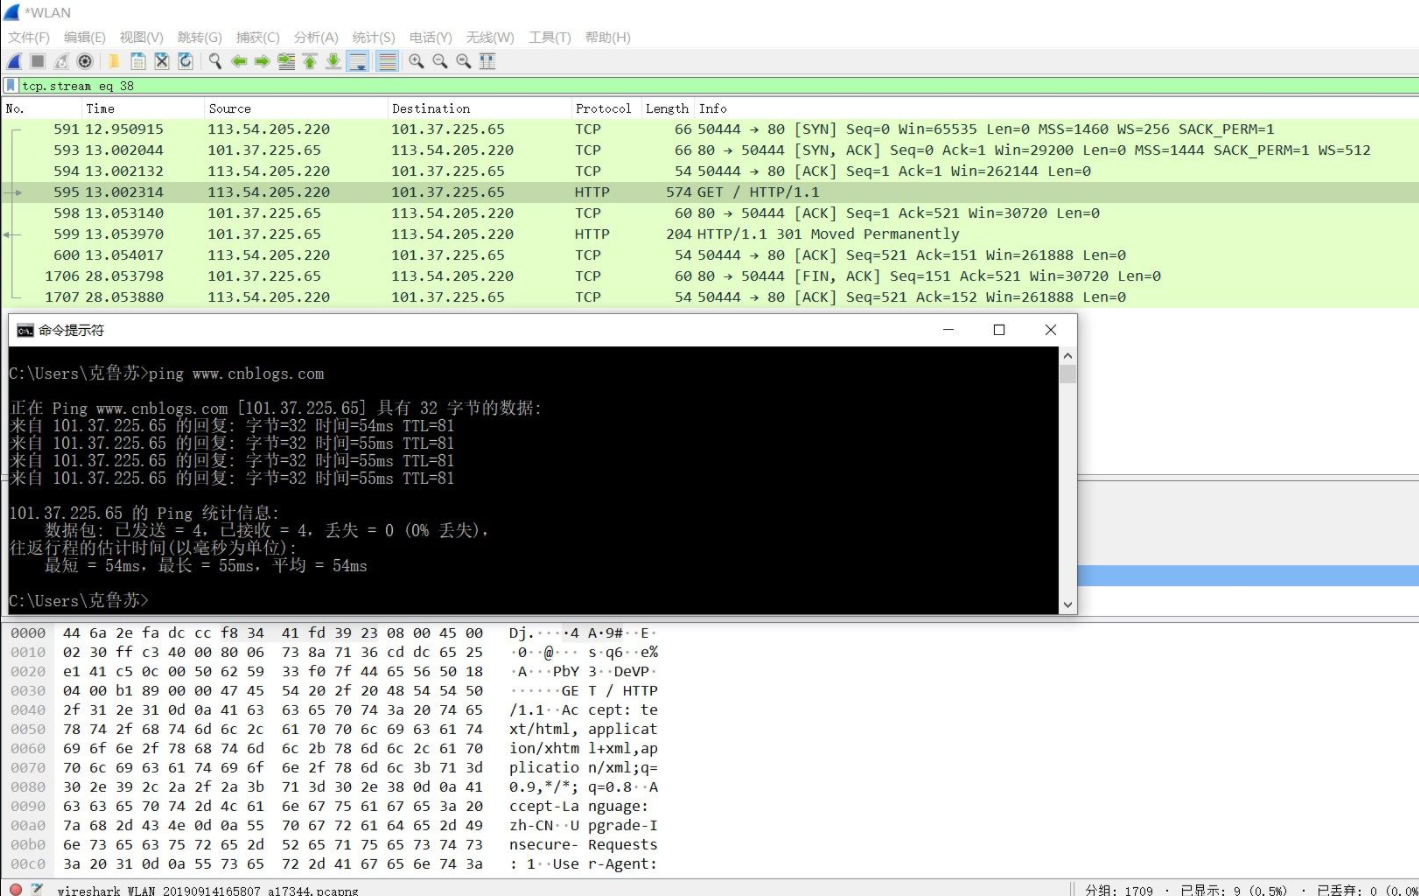 *WLAN
文件(F) 编辑(E) 视图(V) 跳转(G) 捕获(C) 分析(A) 统计(S) 电话(Y) 无线(W) 工具(T) 帮助(H)
tcp.stream eq 38
No. Time Source Destination Protocol Length Info
591 12.950915 113.54.205.220 101.37.225.65 TCP 66 50444 → 80 [SYN] Seq=0 Win=65535 Len=0 MSS=1460 WS=256 SACK_PERM=1
593 13.002044 101.37.225.65 113.54.205.220 TCP 66 80 → 50444 [SYN, ACK] Seq=0 Ack=1 Win=29200 Len=0 MSS=1444 SACK_PERM=1 WS=512
594 13.002132 113.54.205.220 101.37.225.65 TCP 54 50444 → 80 [ACK] Seq=1 Ack=1 Win=262144 Len=0
595 13.002314 113.54.205.220 101.37.225.65 HTTP 574 GET / HTTP/1.1
598 13.053140 101.37.225.65 113.54.205.220 TCP 60 80 → 50444 [ACK] Seq=1 Ack=521 Win=30720 Len=0
599 13.053970 101.37.225.65 113.54.205.220 HTTP 204 HTTP/1.1 301 Moved Permanently
600 13.054017 113.54.205.220 101.37.225.65 TCP 54 50444 → 80 [ACK] Seq=521 Ack=151 Win=261888 Len=0
1706 28.053798 101.37.225.65 113.54.205.220 TCP 60 80 → 50444 [FIN, ACK] Seq=151 Ack=521 Win=30720 Len=0
1707 28.053880 113.54.205.220 101.37.225.65 TCP 54 50444 → 80 [ACK] Seq=521 Ack=152 Win=261888 Len=0
命令提示符
C:\Users\克鲁苏>ping www.cnblogs.com
正在 Ping www.cnblogs.com [101.37.225.65] 具有 32 字节的数据:
来自 101.37.225.65 的回复: 字节=32 时间=54ms TTL=81
来自 101.37.225.65 的回复: 字节=32 时间=55ms TTL=81
来自 101.37.225.65 的回复: 字节=32 时间=55ms TTL=81
来自 101.37.225.65 的回复: 字节=32 时间=55ms TTL=81
101.37.225.65 的 Ping 统计信息:
数据包: 已发送 = 4，已接收 = 4，丢失 = 0 (0% 丢失)，
往返行程的估计时间(以毫秒为单位):
最短 = 54ms，最长 = 55ms，平均 = 54ms
C:\Users\克鲁苏>
0000 44 6a 2e fa dc cc f8 34 41 fd 39 23 08 00 45 00 Dj.····4 A·9#··E·
0010 02 30 ff c3 40 00 80 06 73 8a 71 36 cd dc 65 25 ·0··@··· s·q6··e%
0020 e1 41 c5 0c 00 50 62 59 33 f0 7f 44 65 56 50 18 ·A···PbY 3··DeVP·
0030 04 00 b1 89 00 00 47 45 54 20 2f 20 48 54 54 50 ······GE T / HTTP
0040 2f 31 2e 31 0d 0a 41 63 63 65 70 74 3a 20 74 65 /1.1··Ac cept: te
0050 78 74 2f 68 74 6d 6c 2c 61 70 70 6c 69 63 61 74 xt/html, applicat
0060 69 6f 6e 2f 78 68 74 6d 6c 2b 78 6d 6c 2c 61 70 ion/xhtm l+xml,ap
0070 70 6c 69 63 61 74 69 6f 6e 2f 78 6d 6c 3b 71 3d plicatio n/xml;q=
0080 30 2e 39 2c 2a 2f 2a 3b 71 3d 30 2e 38 0d 0a 41 0.9,*/*; q=0.8··A
0090 63 63 65 70 74 2d 4c 61 6e 67 75 61 67 65 3a 20 ccept-La nguage:
00a0 7a 68 2d 43 4e 0d 0a 55 70 67 72 61 64 65 2d 49 zh-CN··U pgrade-I
00b0 6e 73 65 63 75 72 65 2d 52 65 71 75 65 73 74 73 nsecure- Requests
00c0 3a 20 31 0d 0a 55 73 65 72 2d 41 67 65 6e 74 3a : 1··Use r-Agent:
wireshark_WLAN_20190914165807_a17344.pcapng 分组: 1709 · 已显示: 9 (0.5%) · 已丢弃: 0 (0.0%